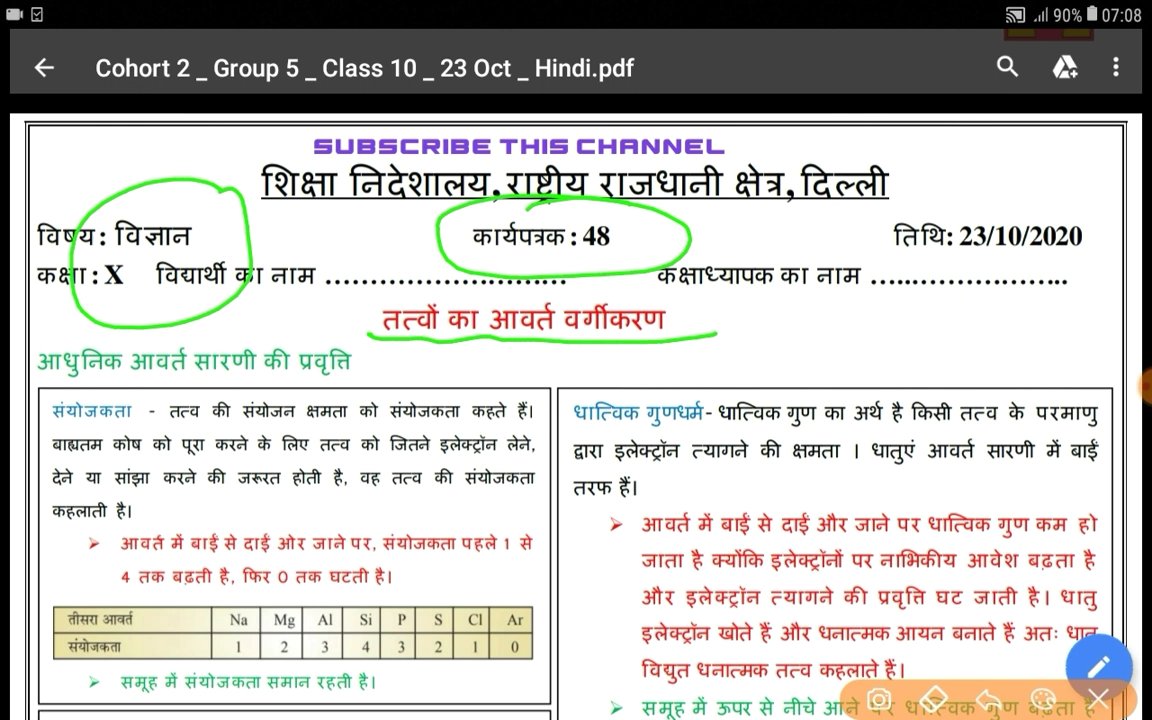 90% 07:08
Cohort 2 _ Group 5 _ Class 10 _ 23 Oct _ Hindi.pdf
SUBSCRIBE THIS CHANNEL
शिक्षा निदेशालय, राष्ट्रीय राजधानी क्षेत्र, दिल्ली
विषय: विज्ञान कार्यपत्रक : 48 तिथि: 23/10/2020
कक्षा : X विद्यार्थी का नाम ............................ कक्षाध्यापक का नाम ........................
तत्वों का आवर्त वर्गीकरण
आधुनिक आवर्त सारणी की प्रवृत्ति
संयोजकता - तत्व की संयोजन क्षमता को संयोजकता कहते हैं।
बाह्यतम कोष को पूरा करने के लिए तत्व को जितने इलेक्ट्रॉन लेने,
देने या सांझा करने की जरूरत होती है, वह तत्व की संयोजकता
कहलाती है।
➢ आवर्त में बाईं से दाईं ओर जाने पर, संयोजकता पहले 1 से
4 तक बढ़ती है, फिर 0 तक घटती है।
तीसरा आवर्त Na Mg Al Si P S Cl Ar
संयोजकता 1 2 3 4 3 2 1 0
➢ समूह में संयोजकता समान रहती है।
धात्विक गुणधर्म- धात्विक गुण का अर्थ है किसी तत्व के परमाणु
द्वारा इलेक्ट्रॉन त्यागने की क्षमता । धातुएं आवर्त सारणी में बाईं
तरफ हैं।
➢ आवर्त में बाईं से दाईं और जाने पर धात्विक गुण कम हो
जाता है क्योंकि इलेक्ट्रॉनों पर नाभिकीय आवेश बढ़ता है
और इलेक्ट्रॉन त्यागने की प्रवृत्ति घट जाती है। धातु
इलेक्ट्रॉन खोते हैं और धनात्मक आयन बनाते हैं अतः धातु
विद्युत धनात्मक तत्व कहलाते हैं।
➢ समूह में ऊपर से नीचे आने पर धात्विक गुण बढ़ता है